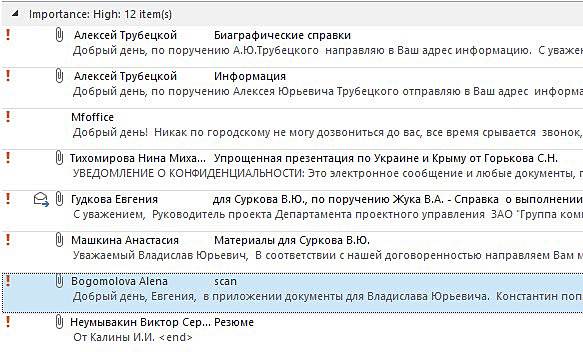 Importance: High: 12 item(s)
Алексей Трубецкой Биаграфические справки
Добрый день, по поручению А.Ю.Трубецкого направляю в Ваш адрес информацию. С уважен
Алексей Трубецкой Информация
Добрый день, по поручению Алексея Юрьевича Трубецкого отправляю в Ваш адрес информа
Mfoffice
Добрый день! Никак по городскому не могу дозвониться до вас, все время срывается звонок,
Тихомирова Нина Миха... Упрощенная презентация по Украине и Крыму от Горькова С.Н.
УВЕДОМЛЕНИЕ О КОНФИДЕНЦИАЛЬНОСТИ: Это электронное сообщение и любые документы, п
Гудкова Евгения для Суркова В.Ю., по поручению Жука В.А. - Справка о выполнении
С уважением, Руководитель проекта Департамента проектного управления ЗАО "Группа комп
Машкина Анастасия Материалы для Суркова В.Ю.
Уважаемый Владислав Юрьевич, В соответствии с нашей договоренностью направляем Вам м
Bogomolova Alena scan
Добрый день, Евгения, в приложении документы для Владислава Юрьевича. Константин поп
Неумывакин Виктор Сер... Резюме
От Калины И.И. <end>